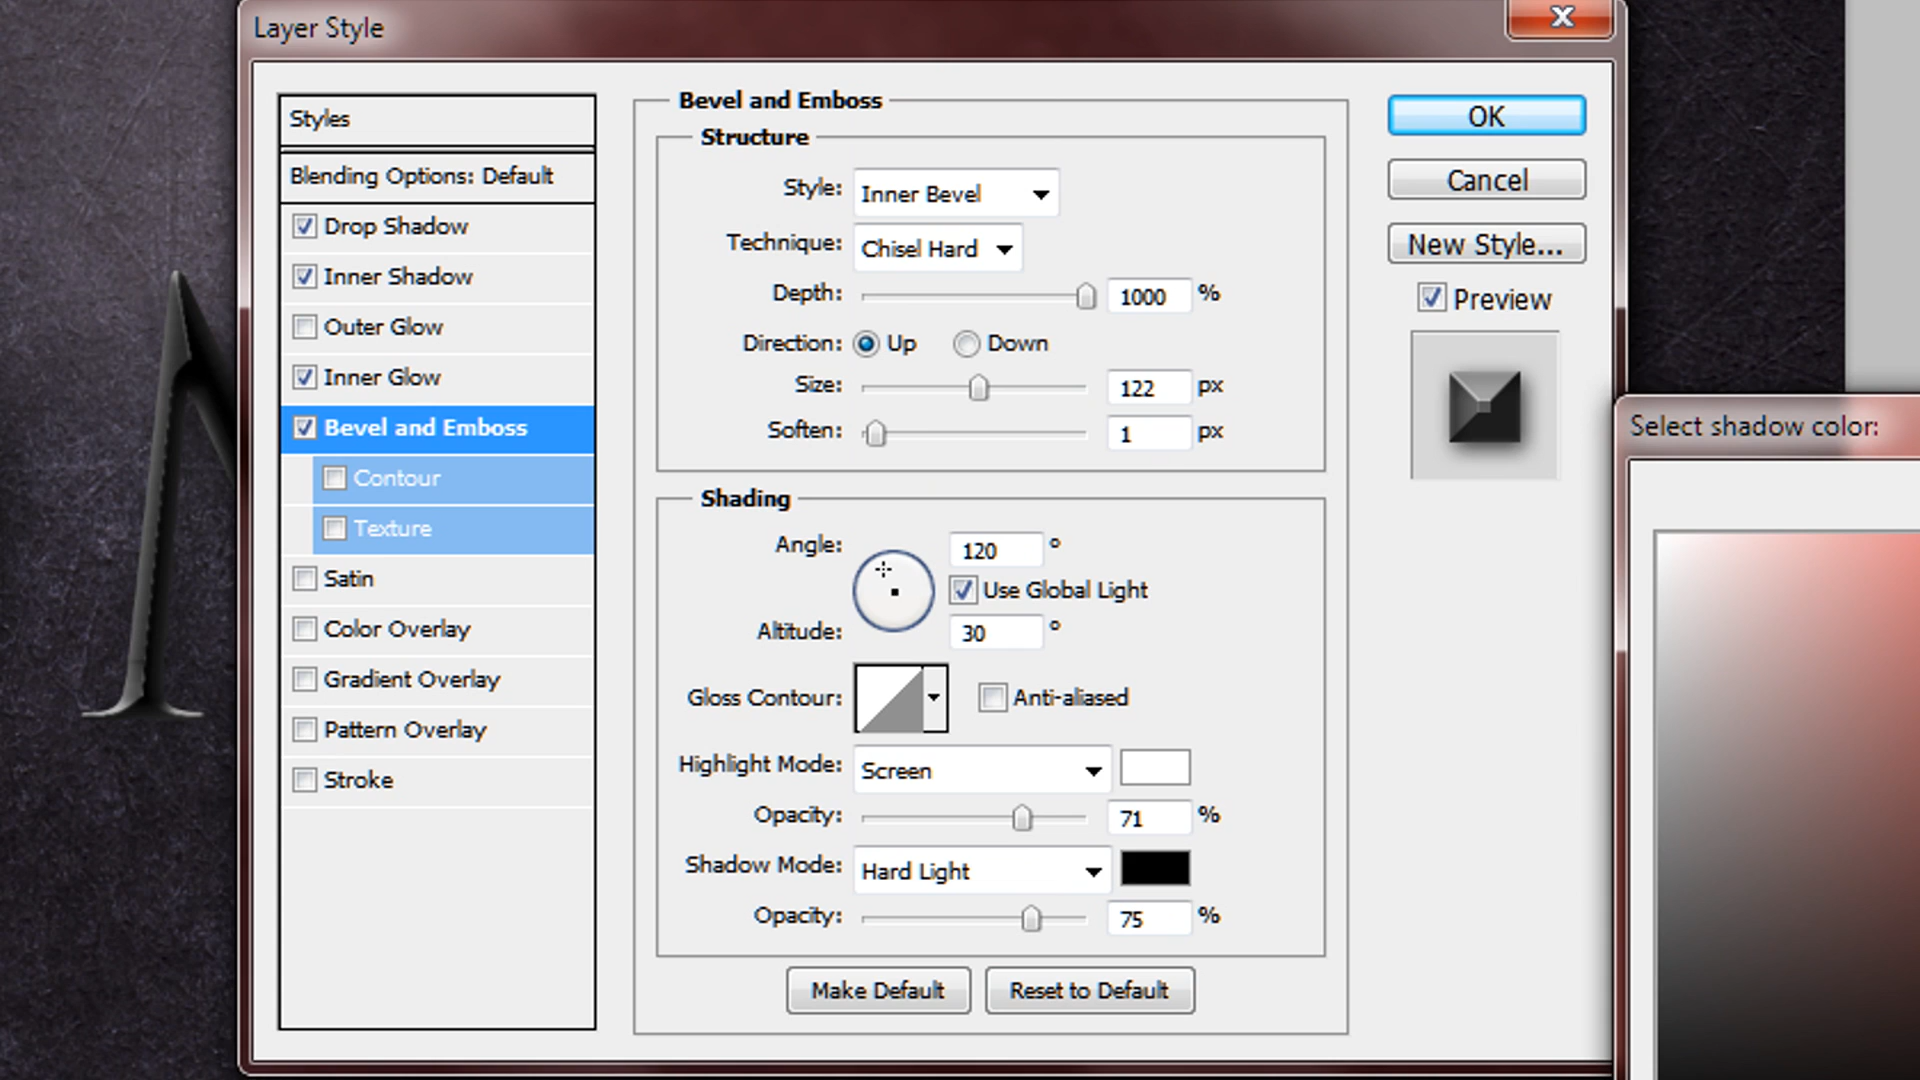 Layer Style
Styles
Blending Options: Default
Drop Shadow
Inner Shadow
Outer Glow
Inner Glow
Bevel and Emboss
Contour
Texture
Satin
Color Overlay
Gradient Overlay
Pattern Overlay
Stroke
Bevel and Emboss
Structure
Style: Inner Bevel
Technique: Chisel Hard
Depth: 1000 %
Direction: Up Down
Size: 122 px
Soften: 1 px
Shading
Angle: 120 °
Use Global Light
Altitude: 30 °
Gloss Contour: Anti-aliased
Highlight Mode: Screen
Opacity: 71 %
Shadow Mode: Hard Light
Opacity: 75 %
Make Default Reset to Default
OK
Cancel
New Style...
Preview
Select shadow color: